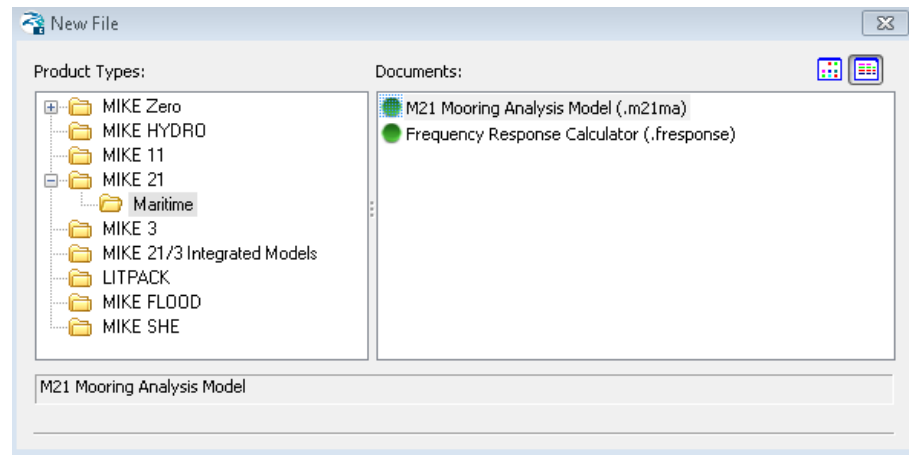 New File
Product Types:
Documents:
MIKE Zero
MIKE HYDRO
MIKE 11
MIKE 21
Maritime
MIKE 3
MIKE 21/3 Integrated Models
LITPACK
MIKE FLOOD
MIKE SHE
M21 Mooring Analysis Model (.m21ma)
Frequency Response Calculator (.fresponse)
M21 Mooring Analysis Model